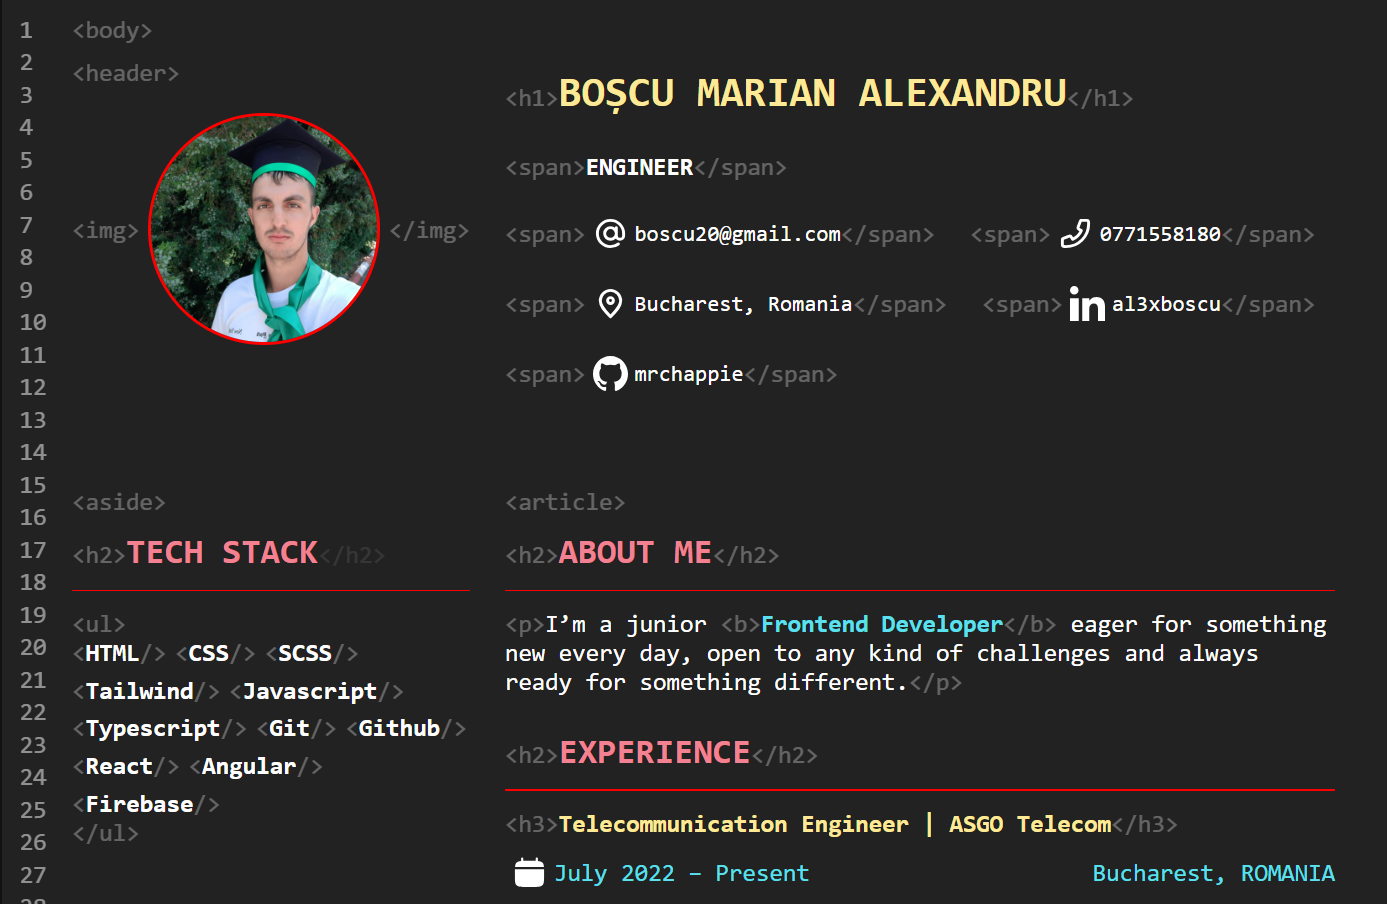 1 <body>
2 <header>
3 <h1>BOȘCU MARIAN ALEXANDRU</h1>
4
5 <span>ENGINEER</span>
6
7 <img> </img> <span> boscu20@gmail.com</span> <span> 0771558180</span>
8
9 <span> Bucharest, Romania</span> <span> in al3xboscu</span>
10
11
12 <span> mrchappie</span>
13
14
15
16 <aside> <article>
17 <h2>TECH STACK</h2> <h2>ABOUT ME</h2>
18
19 <ul> <p>I’m a junior <b>Frontend Developer</b> eager for something
20 <HTML/> <CSS/> <SCSS/> new every day, open to any kind of challenges and always
21 <Tailwind/> <Javascript/> ready for something different.</p>
22 <Typescript/> <Git/> <Github/>
23 <h2>EXPERIENCE</h2>
24 <React/> <Angular/>
25 <Firebase/>
26 </ul> <h3>Telecommunication Engineer | ASGO Telecom</h3>
27 July 2022 – Present Bucharest, ROMANIA